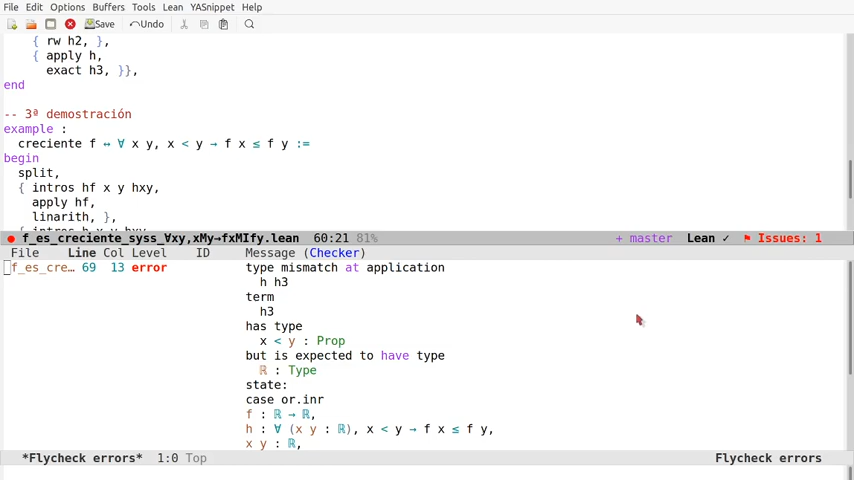 File Edit Options Buffers Tools Lean YASnippet Help
Save Undo
{ rw h2, },
{ apply h,
exact h3, }},
end
-- 3ª demostración
example :
creciente f ↔ ∀ x y, x < y → f x ≤ f y :=
begin
split,
{ intros hf x y hxy,
apply hf,
linarith, },
{ intros h x y hxy
f_es_creciente_syss_∀xy,xMy→fxMIfy.lean 60:21 81% + master Lean ✓ Issues: 1
File Line Col Level ID Message (Checker)
f_es_cre… 69 13 error type mismatch at application
h h3
term
h3
has type
x < y : Prop
but is expected to have type
ℝ : Type
state:
case or.inr
f : ℝ → ℝ,
h : ∀ (x y : ℝ), x < y → f x ≤ f y,
x y : ℝ,
*Flycheck errors* 1:0 Top Flycheck errors